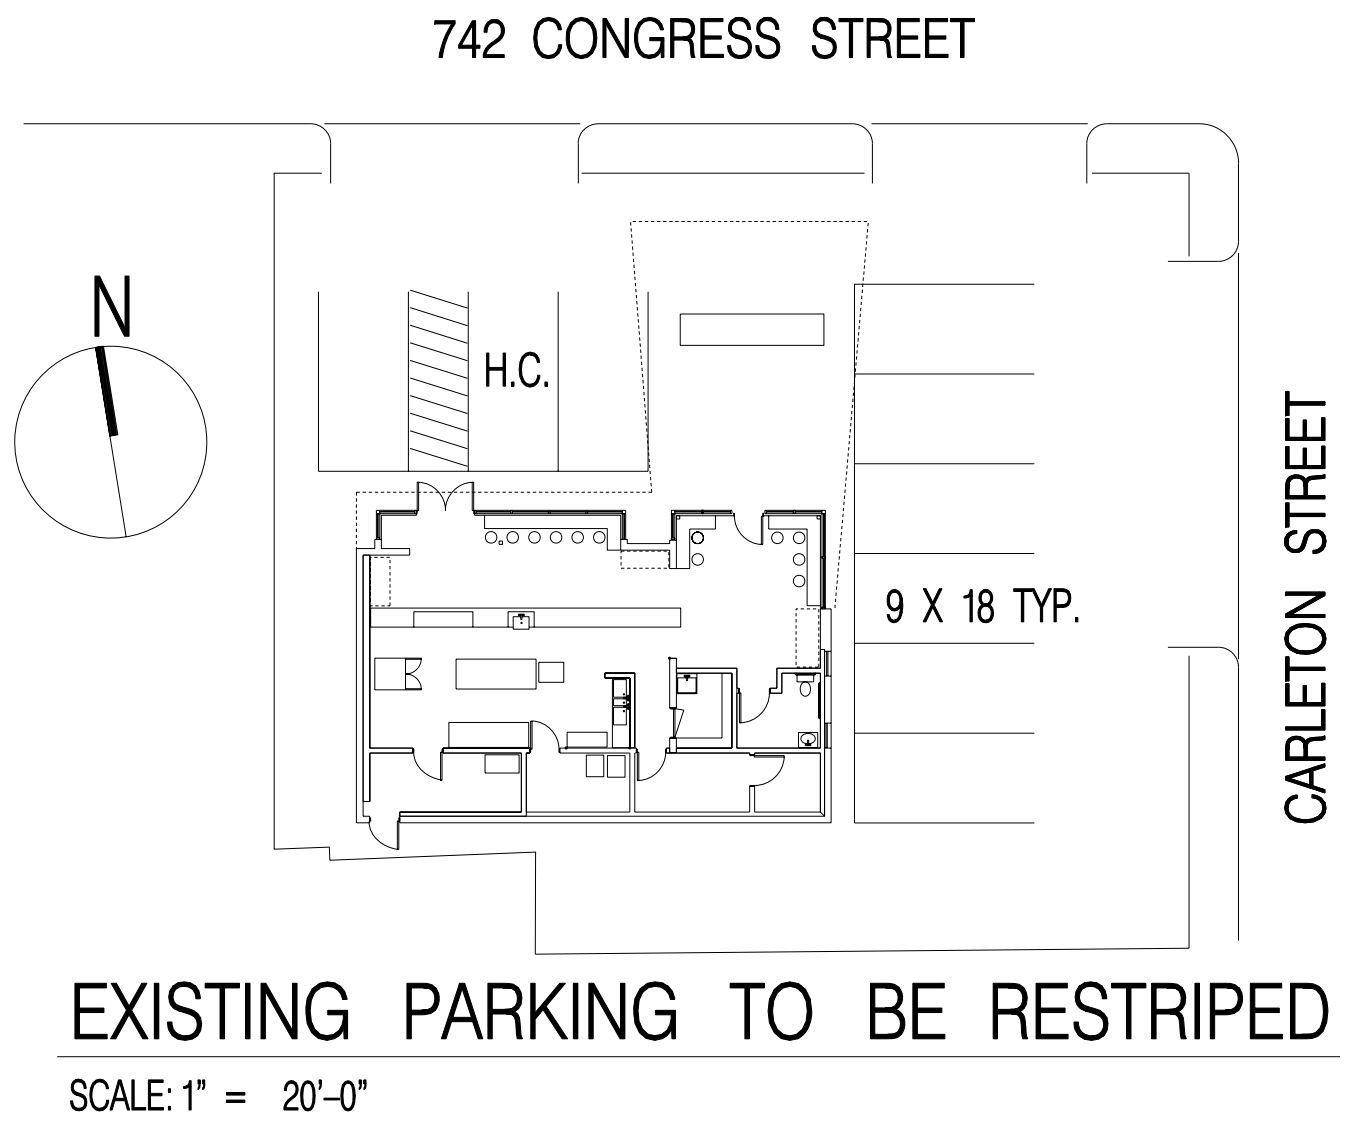 742 CONGRESS STREET
N
H.C.
CARLETON STREET
9 X 18 TYP.
EXISTING PARKING TO BE RESTRIPED
SCALE: 1” = 20’–0”